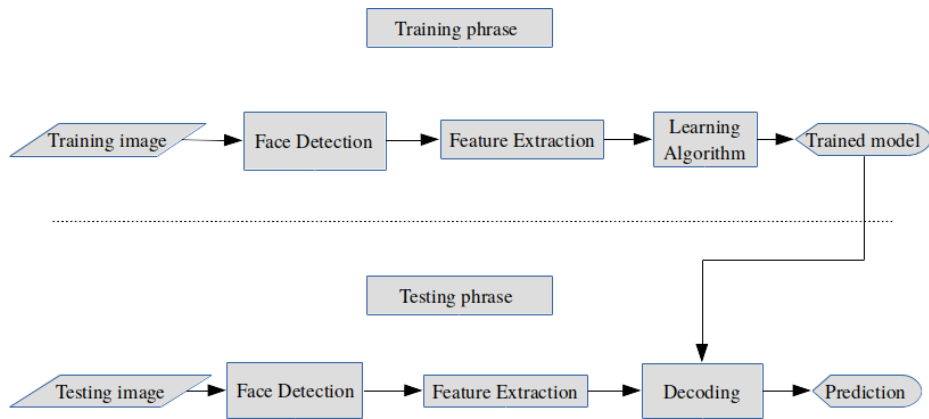 Training phrase
Training image
Face Detection
Feature Extraction
Learning
Algorithm
Trained model
Testing phrase
Testing image
Face Detection
Feature Extraction
Decoding
Prediction